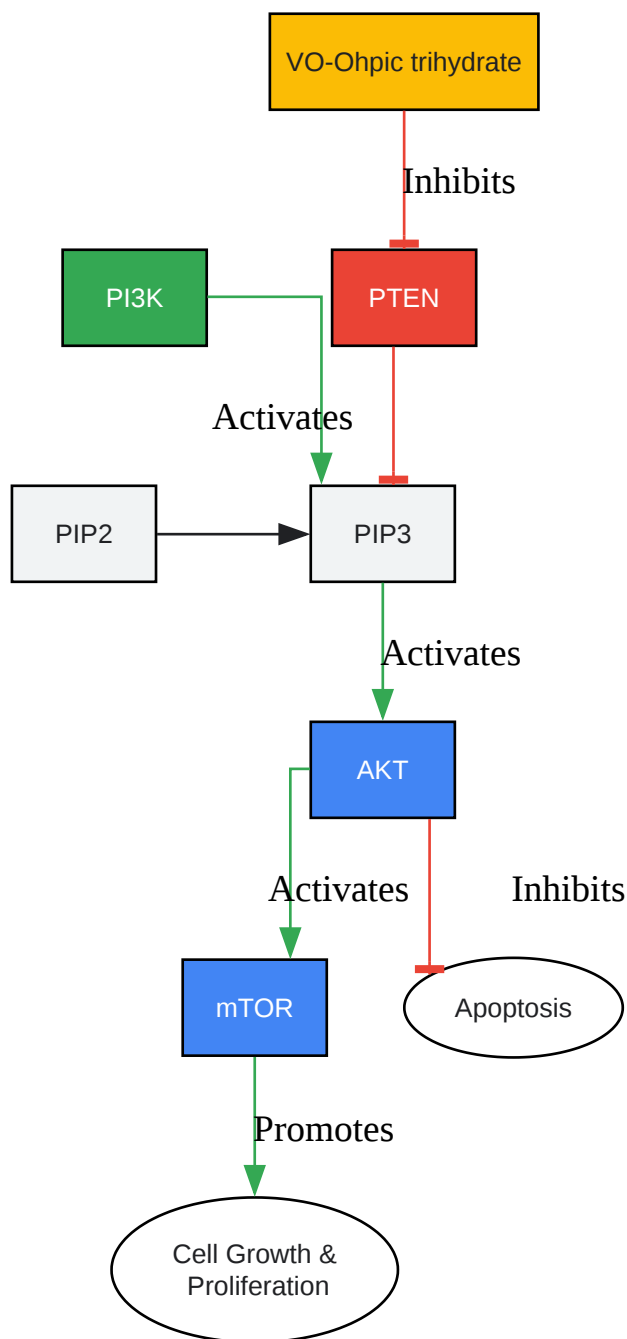 VO-Ohpic trihydrate
Inhibits
PI3K
PTEN
Activates
PIP2
PIP3
Activates
AKT
Activates
Inhibits
mTOR
Apoptosis
Promotes
Cell Growth &
Proliferation